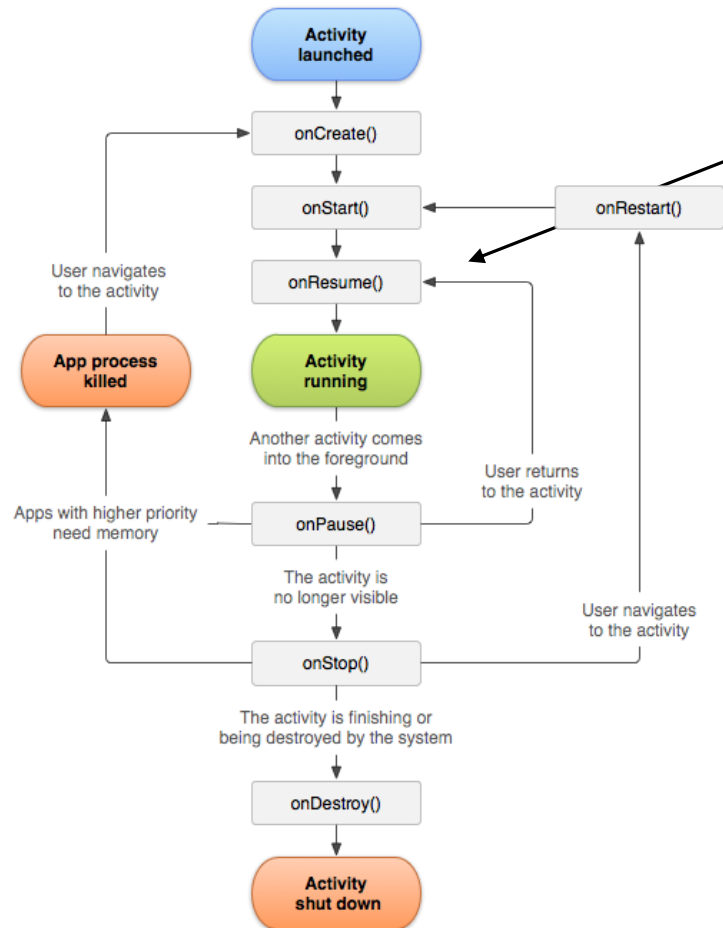 Activity
launched
onCreate()
onStart()
onRestart()
onResume()
User navigates
to the activity
App process
killed
Activity
running
Another activity comes
into the foreground
User returns
to the activity
Apps with higher priority
need memory
onPause()
The activity is
no longer visible
User navigates
to the activity
onStop()
The activity is finishing or
being destroyed by the system
onDestroy()
Activity
shut down